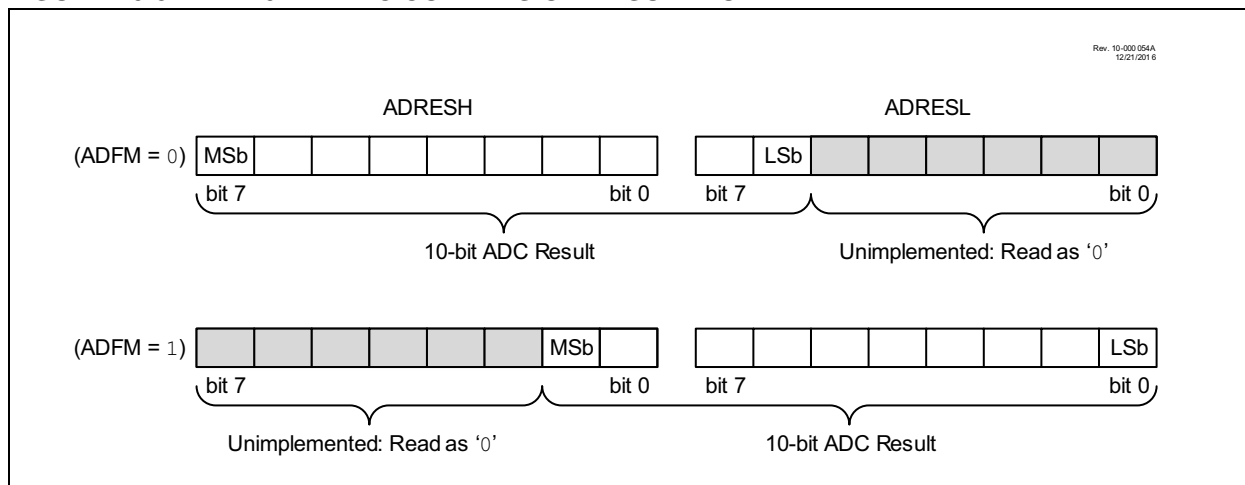 Rev. 10-000 054A
12/21/201 6
ADRESH ADRESL
(ADFM = 0) MSb LSb
bit 7 bit 0 bit 7 bit 0
10-bit ADC Result Unimplemented: Read as ‘0’
(ADFM = 1) MSb LSb
bit 7 bit 0 bit 7 bit 0
Unimplemented: Read as ‘0’ 10-bit ADC Result